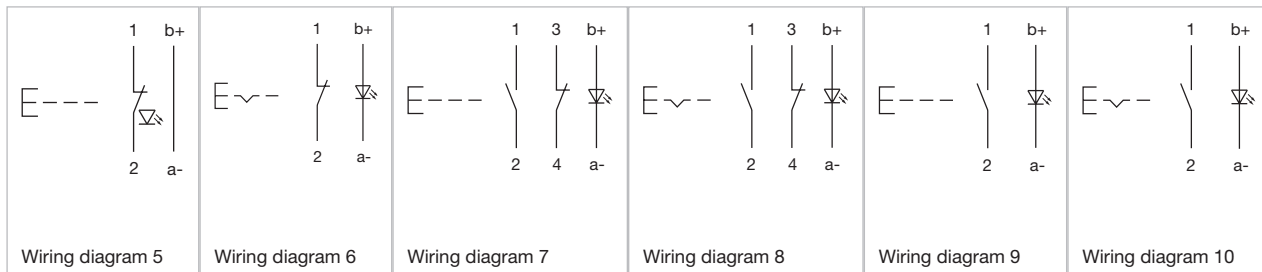 1 b+
2 a-
Wiring diagram 5
1 b+
2 a-
Wiring diagram 6
1 3 b+
2 4 a-
Wiring diagram 7
1 3 b+
2 4 a-
Wiring diagram 8
1 b+
2 a-
Wiring diagram 9
1 b+
2 a-
Wiring diagram 10